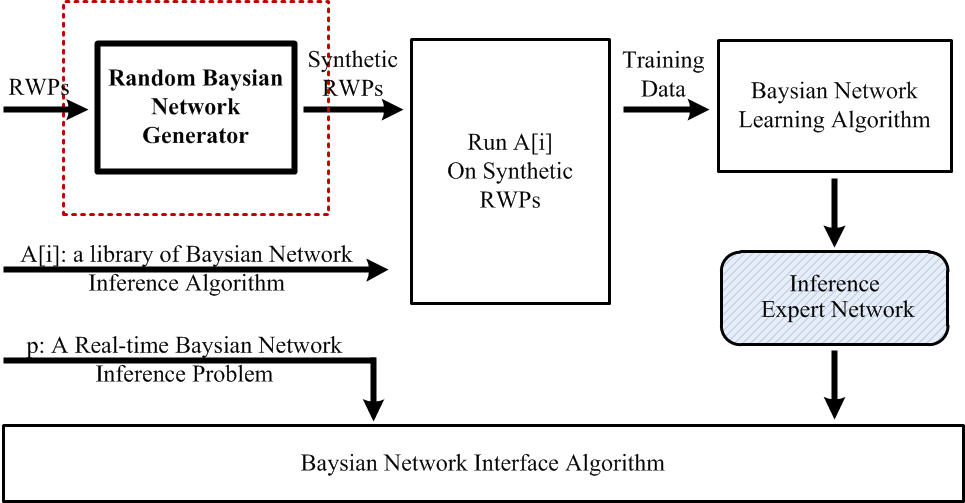 RWPs
Random Baysian
Network
Generator
Synthetic
RWPs
Run A[i]
On Synthetic
RWPs
Training
Data
Baysian Network
Learning Algorithm
A[i]: a library of Baysian Network
Inference Algorithm
Inference
Expert Network
p: A Real-time Baysian Network
Inference Problem
Baysian Network Interface Algorithm